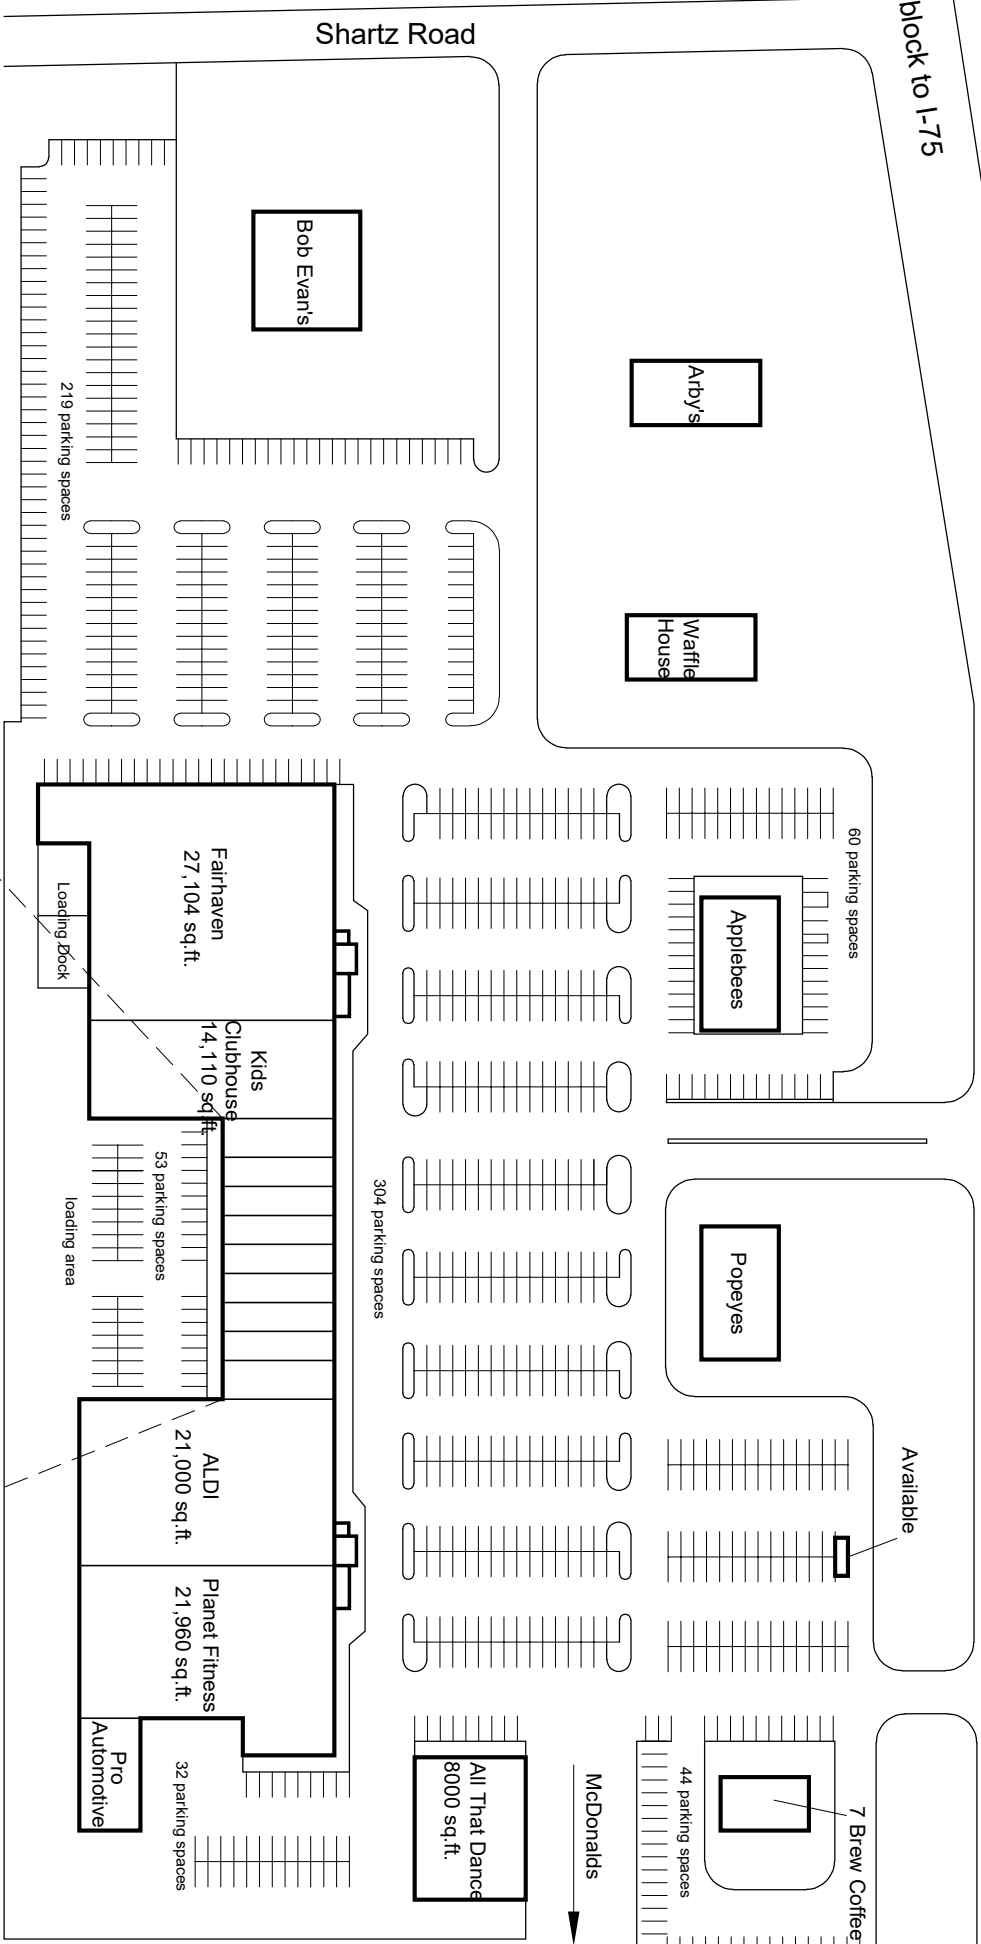 Shartz Road
block to I-75
Bob Evan's
Arby's
219 parking spaces
Waffle
House
60 parking spaces
Fairhaven
27,104 sq.ft.
Loading Dock
Applebees
Kids
Clubhouse
14,110 sq.ft.
53 parking spaces
loading area
304 parking spaces
Popeyes
ALDI
21,000 sq.ft.
Available
Planet Fitness
21,960 sq.ft.
Pro
Automotive
32 parking spaces
All That Dance
8000 sq.ft.
McDonalds
44 parking spaces
7 Brew Coffee